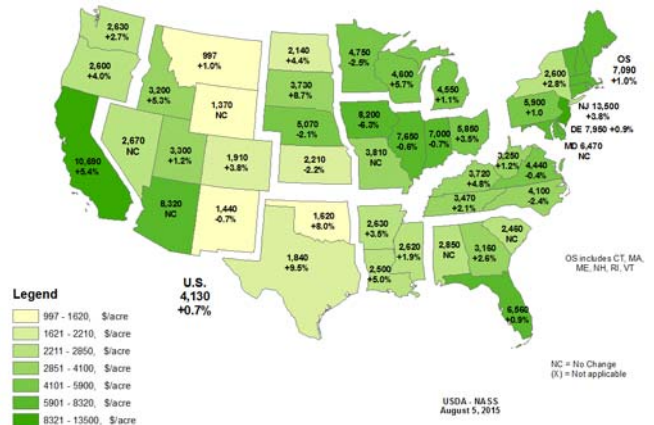 2,630
+2.7%
2,600
+4.0%
10,690
+5.4%
2,670
NC
3,200
+5.3%
997
+1.0%
1,370
NC
3,300
+1.2%
1,910
+3.8%
8,320
NC
1,440
-0.7%
2,140
+4.4%
3,730
+8.7%
5,070
-2.1%
2,210
-2.2%
1,620
+8.0%
1,840
+9.5%
4,750
-2.5%
4,600
+5.7%
4,550
+1.1%
8,200
-6.3%
7,650
-0.6%
7,000
-0.7%
5,850
+3.5%
3,810
NC
2,630
+3.5%
2,500
+5.0%
2,620
+1.9%
2,850
NC
3,160
+2.6%
2,460
NC
6,560
+0.9%
3,720
+4.8%
3,470
+2.1%
3,250
+1.2%
4,440
-0.4%
4,100
-2.4%
5,900
+1.0
2,600
+2.8%
OS
7,090
+1.0%
NJ 13,500
+3.8%
DE 7,950 +0.9%
MD 6,470
NC
OS includes CT, MA,
ME, NH, RI, VT
U.S.
4,130
+0.7%
Legend
997 - 1620, $/acre
1621 - 2210, $/acre
2211 - 2850, $/acre
2851 - 4100, $/acre
4101 - 5900, $/acre
5901 - 8320, $/acre
8321 - 13500, $/acre
NC = No Change
(X) = Not applicable
USDA - NASS
August 5, 2015